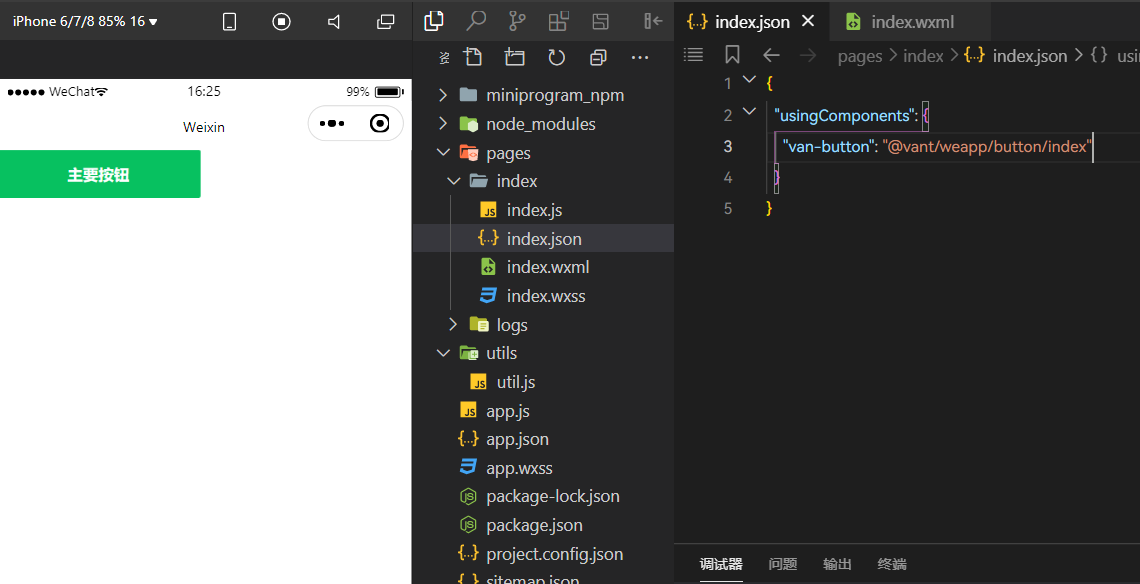 iPhone 6/7/8 85% 16
WeChat
16:25
99%
Weixin
主要按钮
资
miniprogram_npm
node_modules
pages
index
index.js
index.json
index.wxml
index.wxss
logs
utils
util.js
app.js
app.json
app.wxss
package-lock.json
package.json
project.config.json
sitemap.json
index.json
index.wxml
pages > index > {..} index.json > {} usi
1 {
2 "usingComponents": {
3 "van-button": "@vant/weapp/button/index"
4 }
5 }
调试器 问题 输出 终端